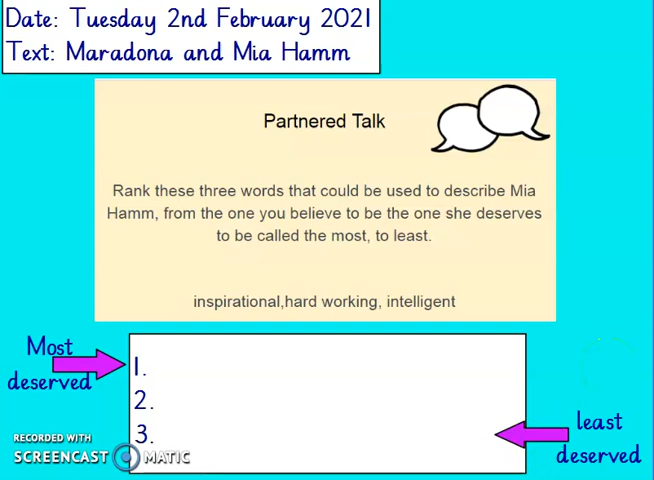 Date: Tuesday 2nd February 2021
Text: Maradona and Mia Hamm
Partnered Talk
Rank these three words that could be used to describe Mia
Hamm, from the one you believe to be the one she deserves
to be called the most, to least.
inspirational,hard working, intelligent
Most
deserved
1.
2.
3.
least
deserved
RECORDED WITH
SCREENCAST MATIC